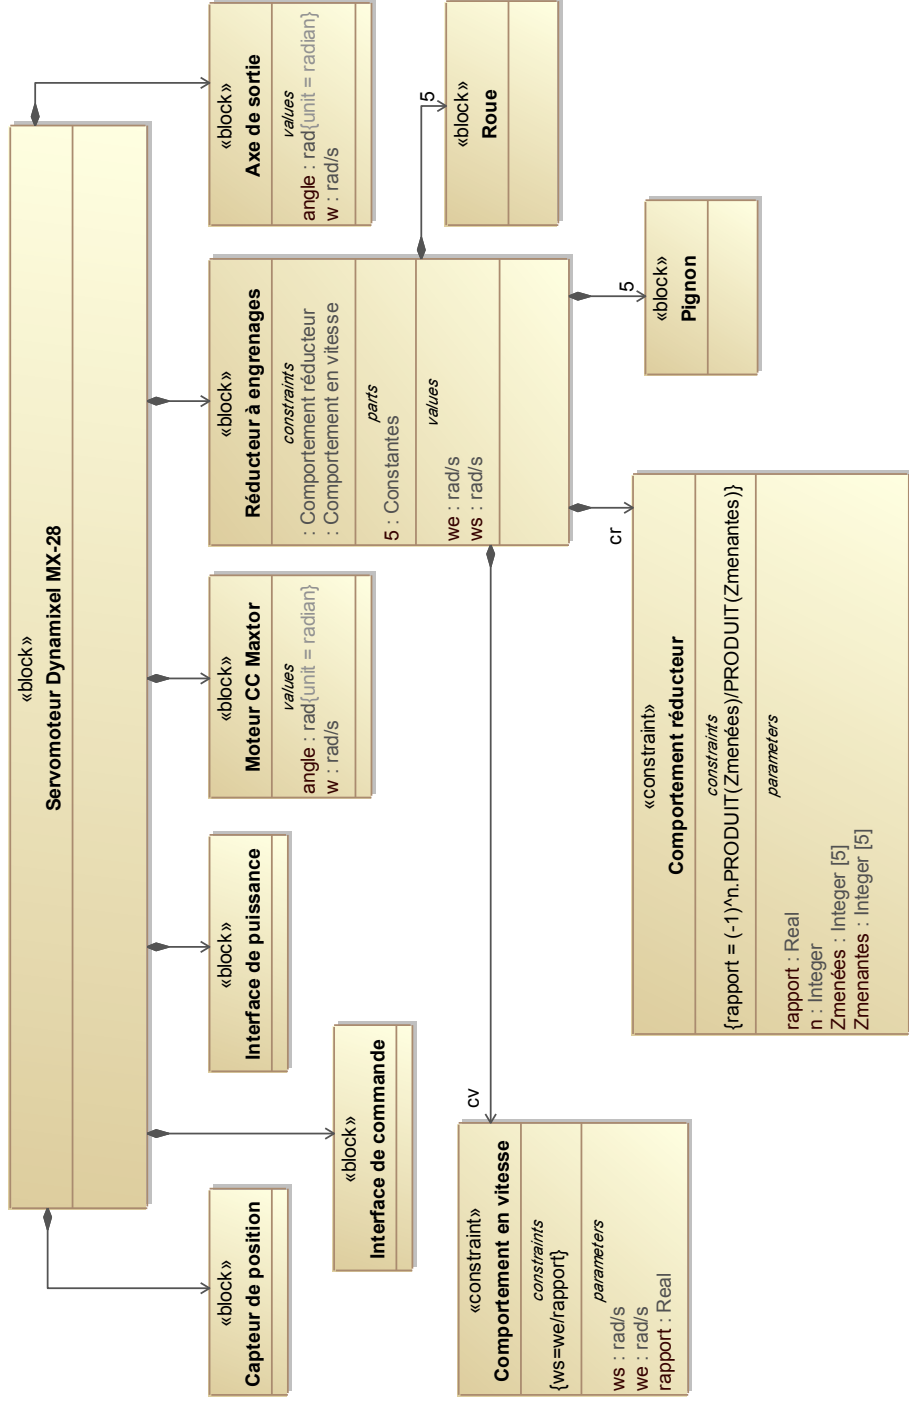 «block»
Servomoteur Dynamixel MX-28
«block»
Capteur de position
«block»
Interface de commande
«block»
Interface de puissance
«block»
Moteur CC Maxtor
values
angle : rad{unit = radian}
w : rad/s
«block»
Réducteur à engrenages
constraints
: Comportement réducteur
: Comportement en vitesse
parts
5 : Constantes
values
we : rad/s
ws : rad/s
«block»
Axe de sortie
values
angle : rad{unit = radian}
w : rad/s
5
«block»
Roue
5
«block»
Pignon
cv
«constraint»
Comportement en vitesse
constraints
{ws=we/rapport}
parameters
ws : rad/s
we : rad/s
rapport : Real
cr
«constraint»
Comportement réducteur
constraints
{rapport = (-1)^n.PRODUIT(Zmenées)/PRODUIT(Zmenantes)}
parameters
rapport : Real
n : Integer
Zmenées : Integer [5]
Zmenantes : Integer [5]